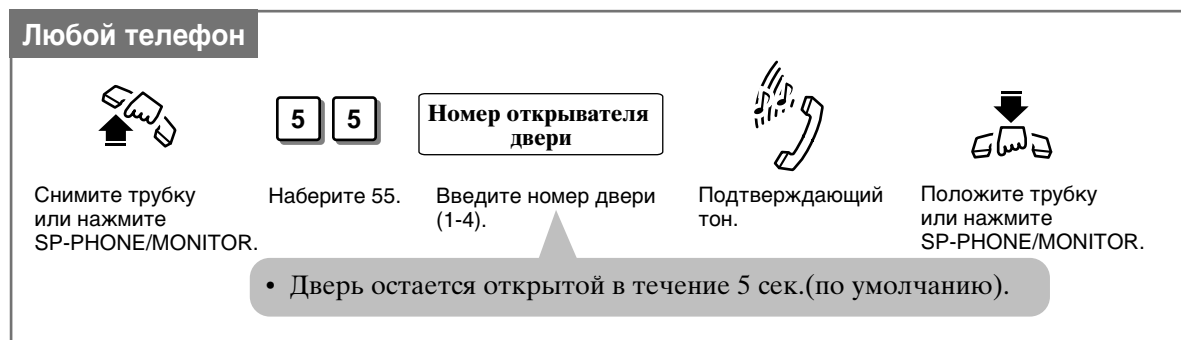 Любой телефон
5 5
Номер открывателя
двери
Снимите трубку
или нажмите
SP-PHONE/MONITOR.
Наберите 55.
Введите номер двери
(1-4).
Подтверждающий
тон.
Положите трубку
или нажмите
SP-PHONE/MONITOR.
• Дверь остается открытой в течение 5 сек.(по умолчанию).